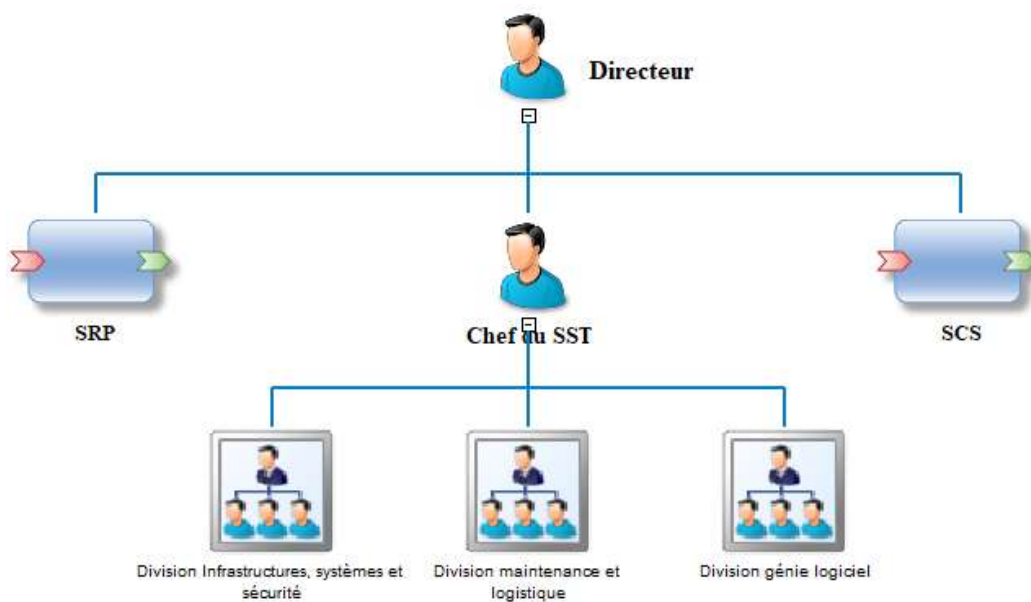 Directeur
SRP
Chef du SST
SCS
Division Infrastructures, systèmes et
sécurité
Division maintenance et
logistique
Division génie logiciel